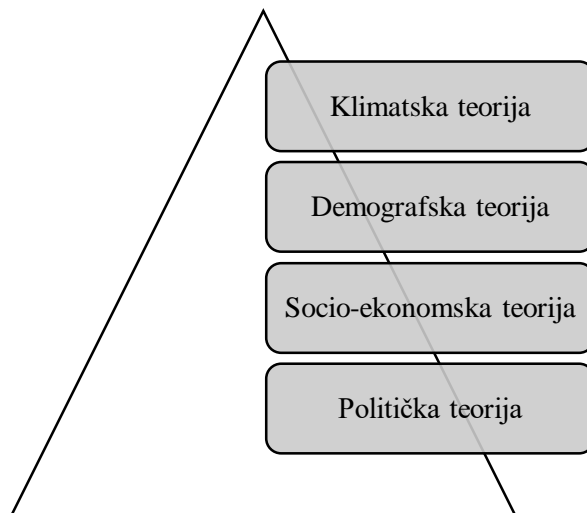 Klimatska teorija
Demografska teorija
Socio-ekonomska teorija
Politička teorija